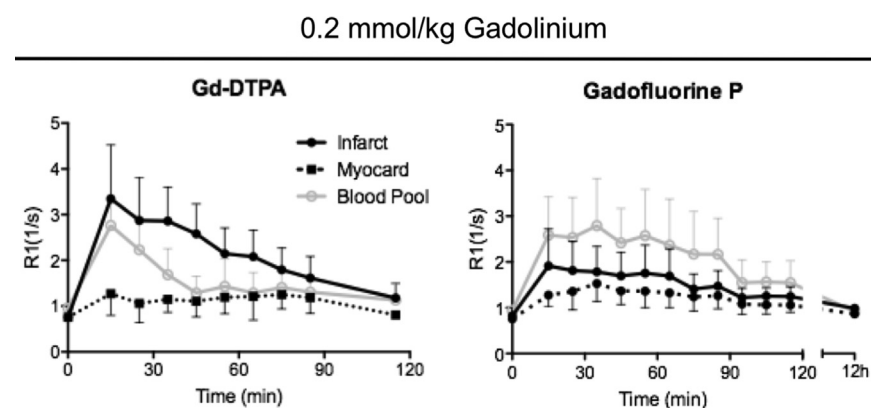 0.2 mmol/kg Gadolinium
Gd-DTPA
5
4
3
2
1
0
R1(1/s)
Infarct
Myocard
Blood Pool
0 30 60 90 120
Time (min)
Gadofluorine P
5
4
3
2
1
0
R1(1/s)
0 30 60 90 120 12h
Time (min)